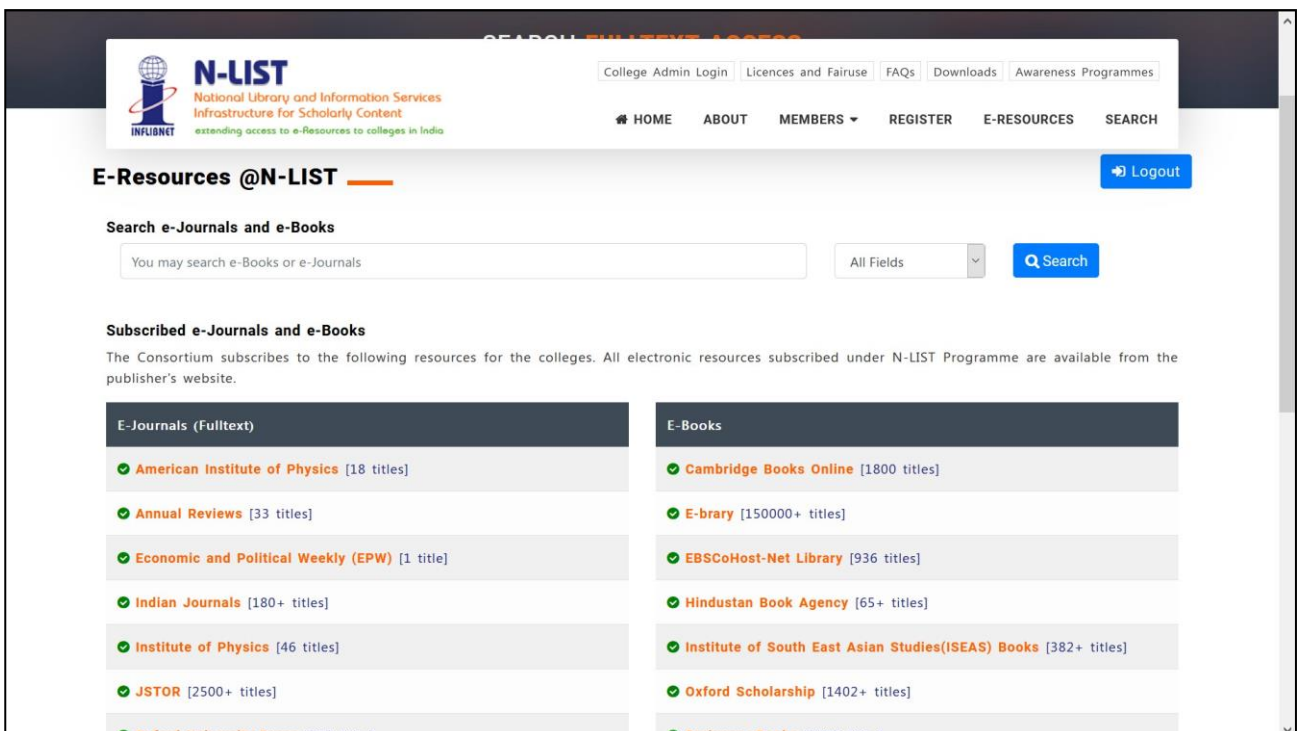 SEARCH FULLTEXT ACCESS
N-LIST
National Library and Information Services
Infrastructure for Scholarly Content
extending access to e-Resources to colleges in India
INFLIBNET
College Admin Login Licences and Fairuse FAQs Downloads Awareness Programmes
HOME ABOUT MEMBERS REGISTER E-RESOURCES SEARCH
E-Resources @N-LIST
Logout
Search e-Journals and e-Books
You may search e-Books or e-Journals
All Fields
Search
Subscribed e-Journals and e-Books
The Consortium subscribes to the following resources for the colleges. All electronic resources subscribed under N-LIST Programme are available from the
publisher's website.
E-Journals (Fulltext)
American Institute of Physics [18 titles]
Annual Reviews [33 titles]
Economic and Political Weekly (EPW) [1 title]
Indian Journals [180+ titles]
Institute of Physics [46 titles]
JSTOR [2500+ titles]
E-Books
Cambridge Books Online [1800 titles]
E-brary [150000+ titles]
EBSCoHost-Net Library [936 titles]
Hindustan Book Agency [65+ titles]
Institute of South East Asian Studies(ISEAS) Books [382+ titles]
Oxford Scholarship [1402+ titles]